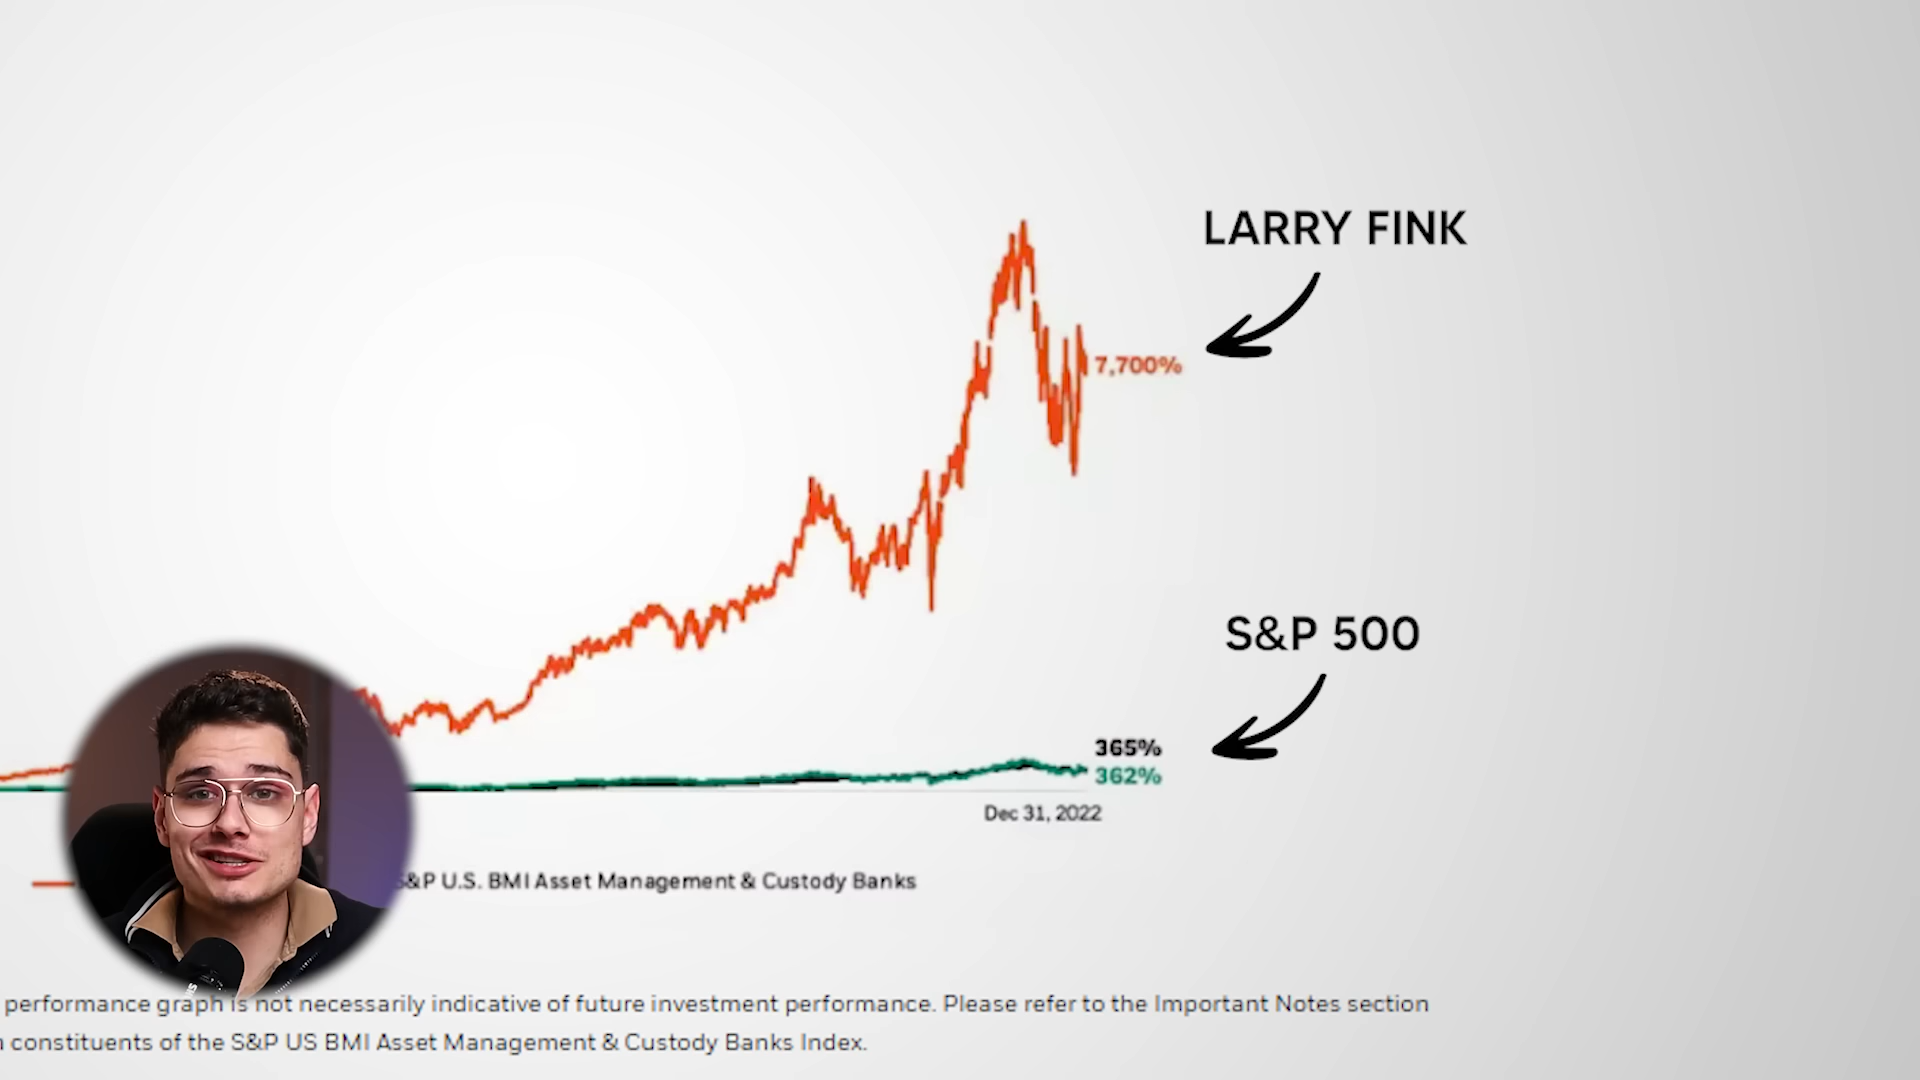 LARRY FINK
7,700%
S&P 500
365%
362%
Dec 31, 2022
S&P U.S. BMI Asset Management & Custody Banks
performance graph is not necessarily indicative of future investment performance. Please refer to the Important Notes section
constituents of the S&P US BMI Asset Management & Custody Banks Index.